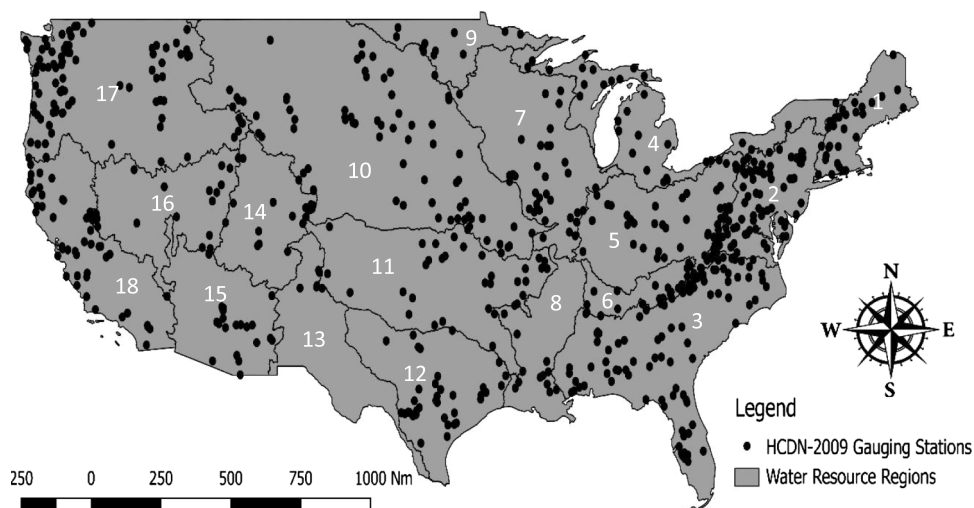 9
17
1
7
4
10
2
16
14
5
11
18
15
6
8
3
13
12
N
W
E
S
Legend
HCDN-2009 Gauging Stations
Water Resource Regions
250 0 250 500 750 1000 Nm